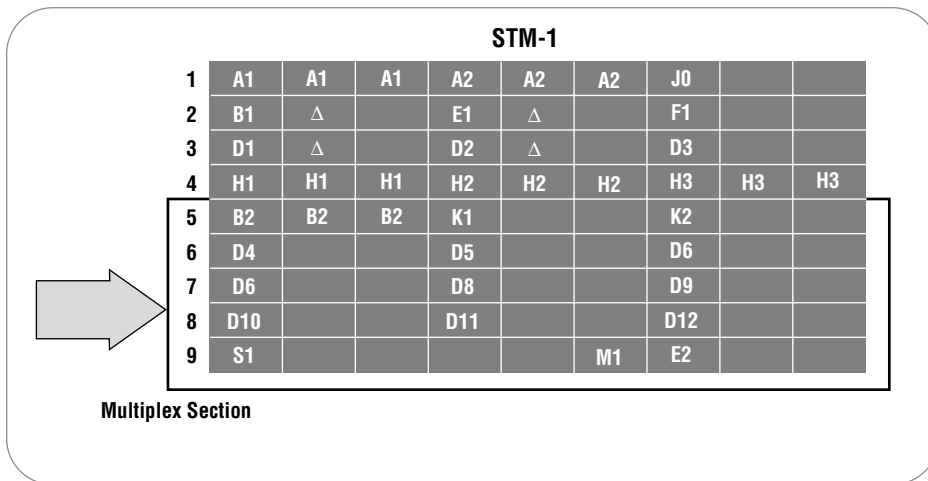 STM-1
1 A1 A1 A1 A2 A2 A2 J0
2 B1 Δ E1 Δ F1
3 D1 Δ D2 Δ D3
4 H1 H1 H1 H2 H2 H2 H3 H3 H3
5 B2 B2 B2 K1 K2
6 D4 D5 D6
7 D6 D8 D9
8 D10 D11 D12
9 S1 M1 E2
Multiplex Section